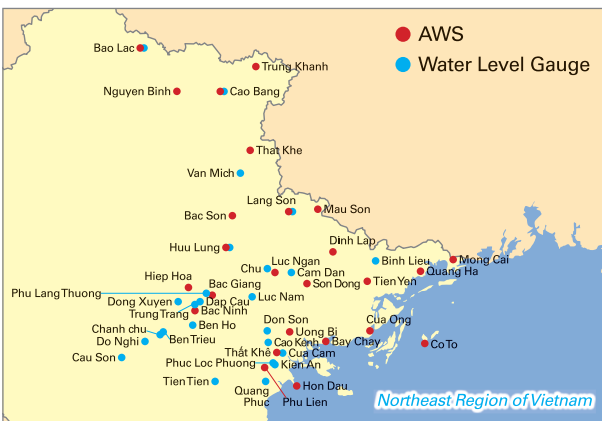 AWS
Water Level Gauge
Bao Lac
Trung Khanh
Nguyen Binh
Cao Bang
That Khe
Van Mich
Lang Son
Mau Son
Bac Son
Dinh Lap
Huu Lung
Luc Ngan
Binh Lieu
Mong Cai
Chu
Cam Dan
Quang Ha
Hiep Hoa
Bac Giang
Son Dong
Tien Yen
Phu Lang Thuong
Dong Xuyen
Dap Cau
Luc Nam
Trung Trang
Bac Ninh
Cua Ong
Chanh chu
Ben Ho
Don Son
Uong Bi
Do Nghi
Ben Trieu
Cao Kenh
Bay Chay
Co To
Cau Son
Thất Khê
Cua Cam
Phuc Loc Phuong
Kien An
Tien Tien
Quang
Phuc
Phu Lien
Hon Dau
Northeast Region of Vietnam